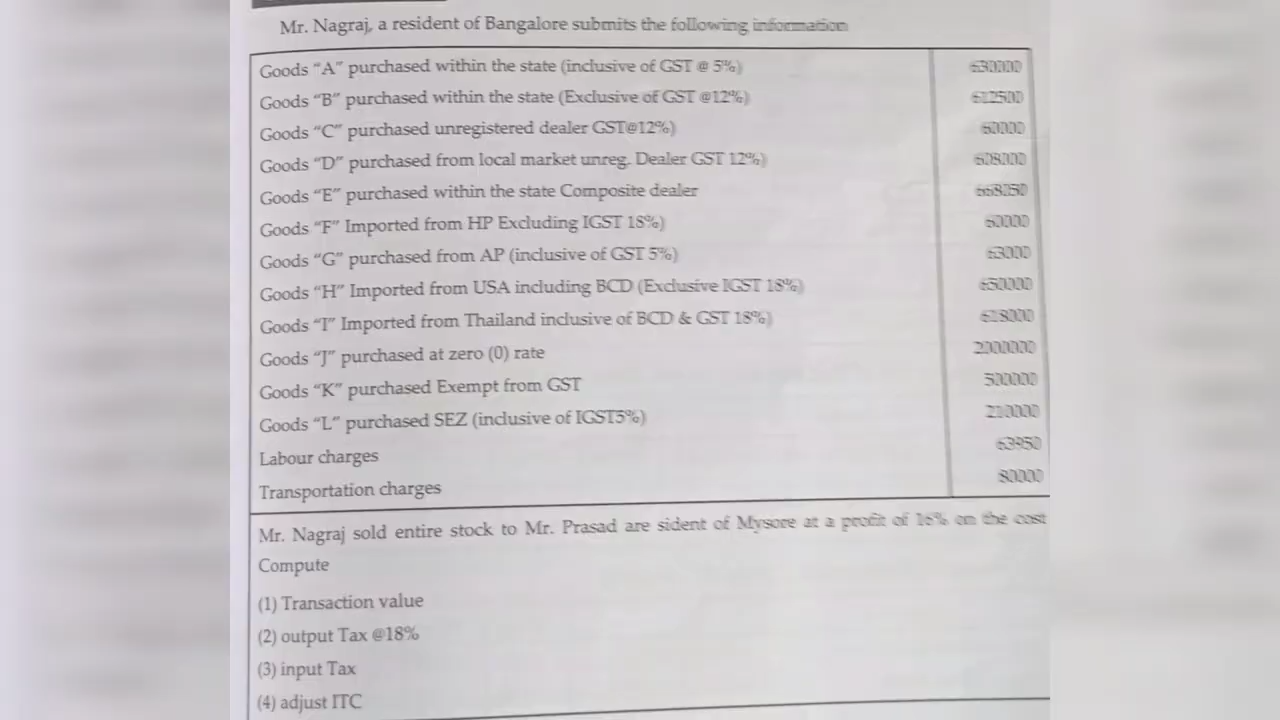 Mr. Nagraj, a resident of Bangalore submits the following information
Goods “A” purchased within the state (inclusive of GST @ 5%) 630000
Goods “B” purchased within the state (Exclusive of GST @12%) 612500
Goods “C” purchased unregistered dealer GST@12%)
Goods “D” purchased from local market unreg. Dealer GST 12%)
Goods “E” purchased within the state Composite dealer
Goods “F” Imported from HP Excluding IGST 18%)
Goods “G” purchased from AP (inclusive of GST 5%) 63000
Goods “H” Imported from USA including BCD (Exclusive IGST 18%)
Goods “I” Imported from Thailand inclusive of BCD & GST 18%)
Goods “J” purchased at zero (0) rate 2000000
Goods “K” purchased Exempt from GST 500000
Goods “L” purchased SEZ (inclusive of IGST5%) 210000
Labour charges 63950
Transportation charges 80000
Mr. Nagraj sold entire stock to Mr. Prasad are sident of Mysore at a profit of 16% on the cost
Compute
(1) Transaction value
(2) output Tax @18%
(3) input Tax
(4) adjust ITC